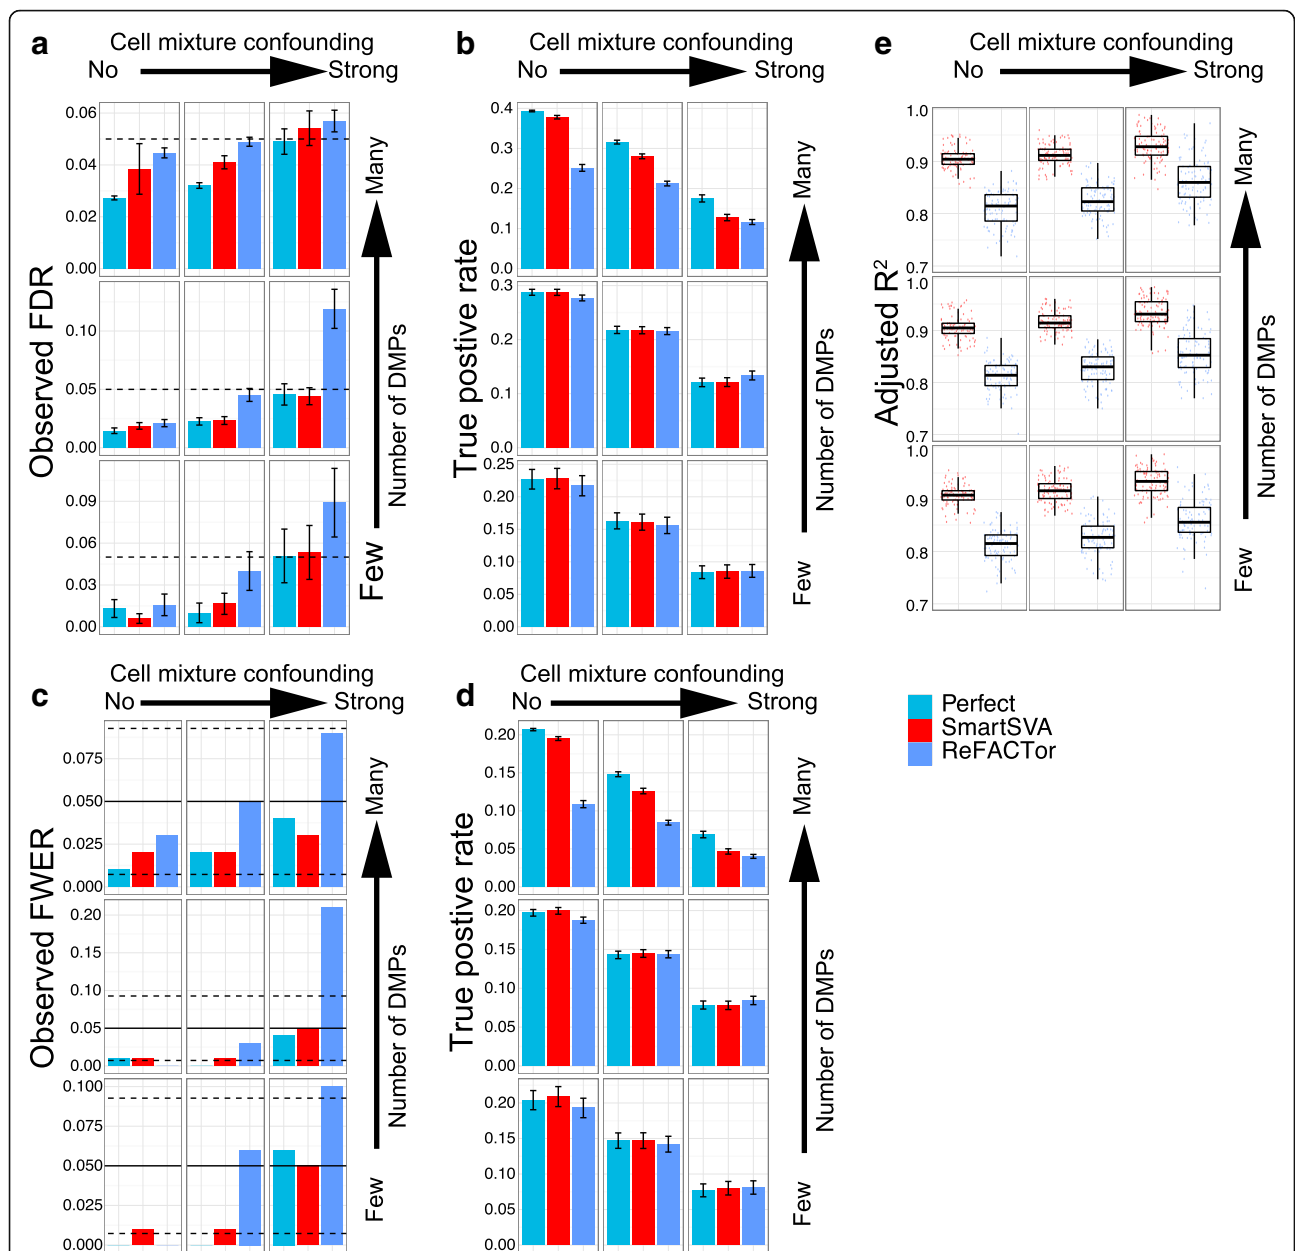 a
Cell mixture confounding
No
Strong
Observed FDR
0.06
0.04
0.02
0.00
0.10
0.05
0.00
0.09
0.06
0.03
0.00
Many
Number of DMPs
Few
b
Cell mixture confounding
No
Strong
True postive rate
0.4
0.3
0.2
0.1
0.0
0.3
0.2
0.1
0.0
0.25
0.20
0.15
0.10
0.05
0.00
Many
Number of DMPs
Few
e
Cell mixture confounding
No
Strong
Adjusted R2
1.0
0.9
0.8
0.7
1.0
0.9
0.8
0.7
1.0
0.9
0.8
0.7
Many
Number of DMPs
Few
c
Cell mixture confounding
No
Strong
Observed FWER
0.075
0.050
0.025
0.000
0.20
0.15
0.10
0.05
0.00
0.100
0.075
0.050
0.025
0.000
Many
Number of DMPs
Few
d
Cell mixture confounding
No
Strong
True postive rate
0.20
0.15
0.10
0.05
0.00
0.20
0.15
0.10
0.05
0.00
0.20
0.15
0.10
0.05
0.00
Many
Number of DMPs
Few
Perfect
SmartSVA
ReFACTor